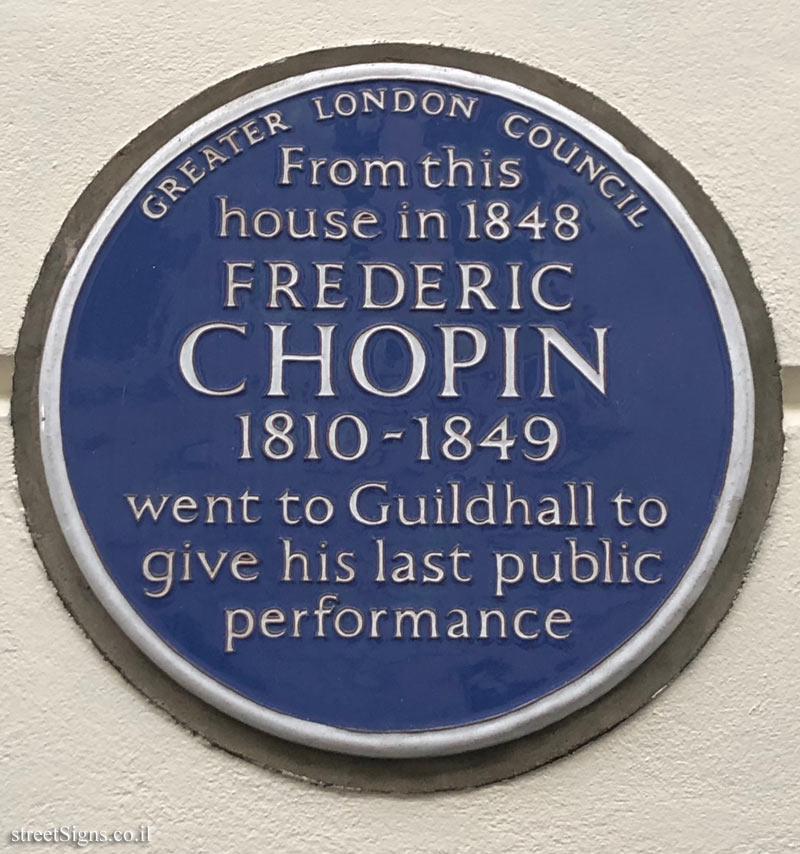 GREATER LONDON COUNCIL
From this
house in 1848
FREDERIC
CHOPIN
1810-1849
went to Guildhall to
give his last public
performance
streetSigns.co.il